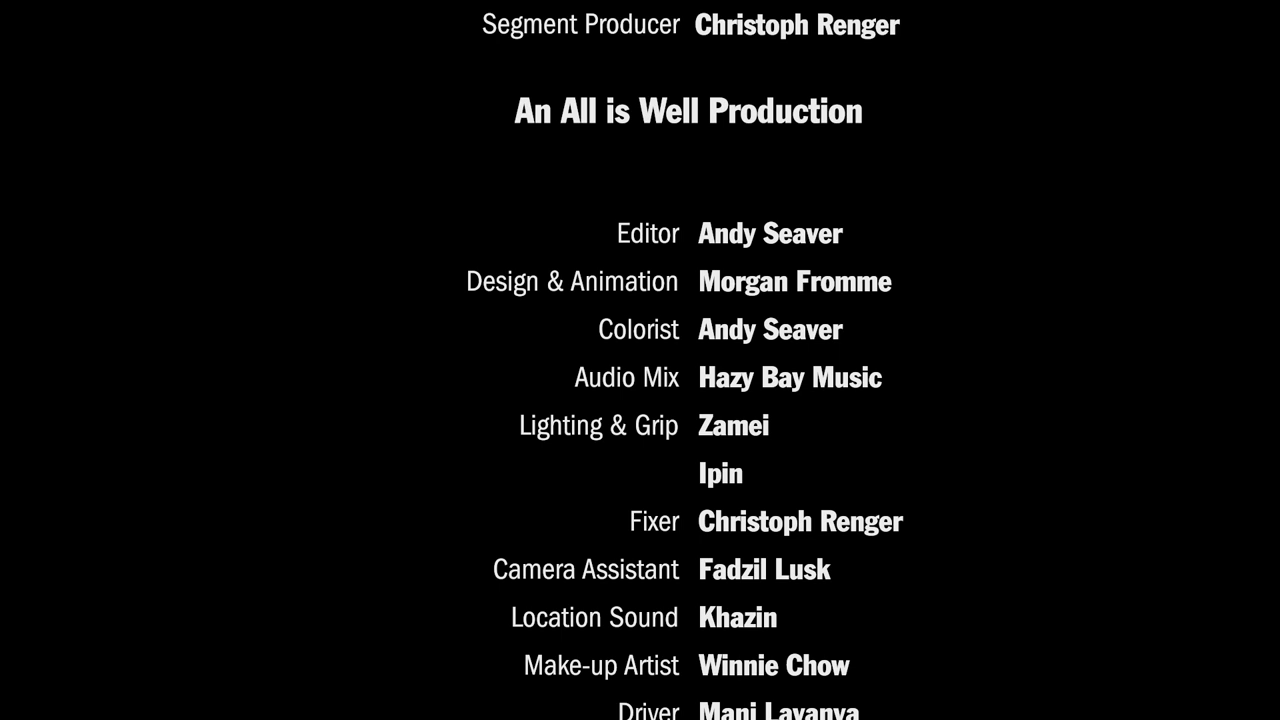 Segment Producer Christoph Renger
An All is Well Production
Editor Andy Seaver
Design & Animation Morgan Fromme
Colorist Andy Seaver
Audio Mix Hazy Bay Music
Lighting & Grip Zamei
Ipin
Fixer Christoph Renger
Camera Assistant Fadzil Lusk
Location Sound Khazin
Make-up Artist Winnie Chow
Driver Mani Lavanya